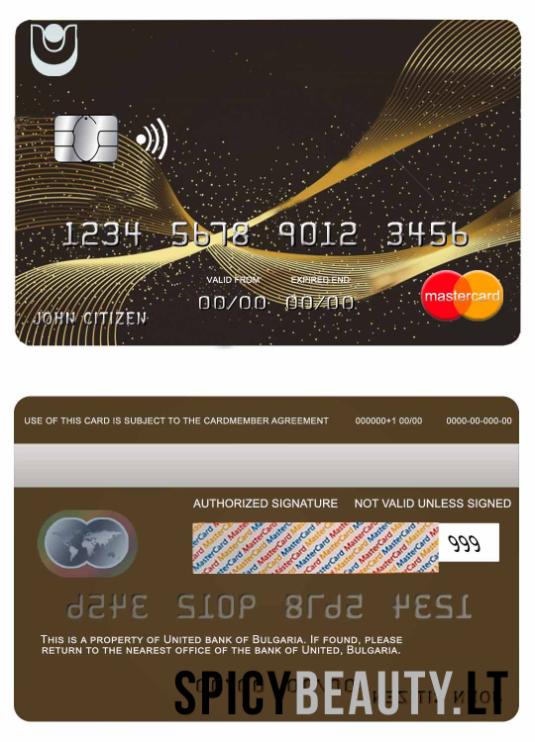 1234 5678 9012 3456
VALID FROM EXPIRED END
00/00 00/00
JOHN CITIZEN
mastercard
USE OF THIS CARD IS SUBJECT TO THE CARDMEMBER AGREEMENT 000000+1 00/00 0000-00-000-00
AUTHORIZED SIGNATURE NOT VALID UNLESS SIGNED
MasterCard MasterCard MasterCard
999
THIS IS A PROPERTY OF UNITED BANK OF BULGARIA. IF FOUND, PLEASE
RETURN TO THE NEAREST OFFICE OF THE BANK OF UNITED, BULGARIA.
SPICYBEAUTY.LT